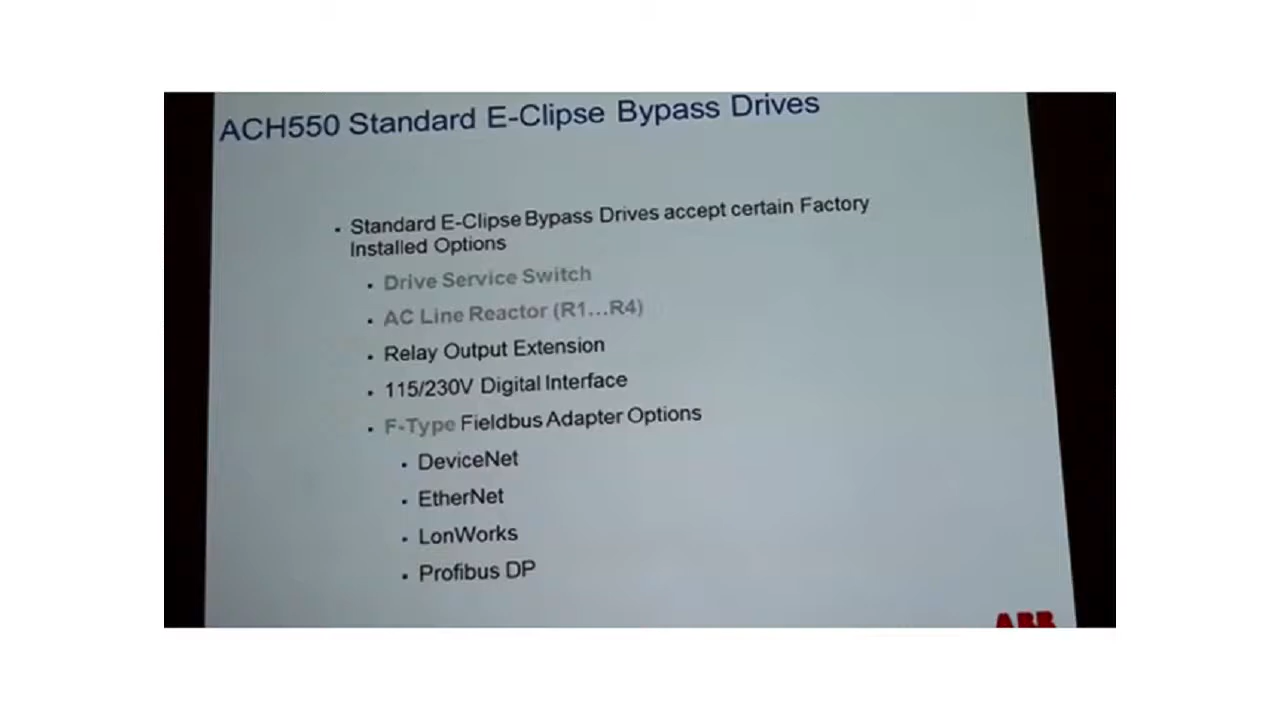 ACH550 Standard E-Clipse Bypass Drives
• Standard E-Clipse Bypass Drives accept certain Factory
Installed Options
• Drive Service Switch
• AC Line Reactor (R1...R4)
• Relay Output Extension
• 115/230V Digital Interface
• F-Type Fieldbus Adapter Options
• DeviceNet
• EtherNet
• LonWorks
• Profibus DP
ABB